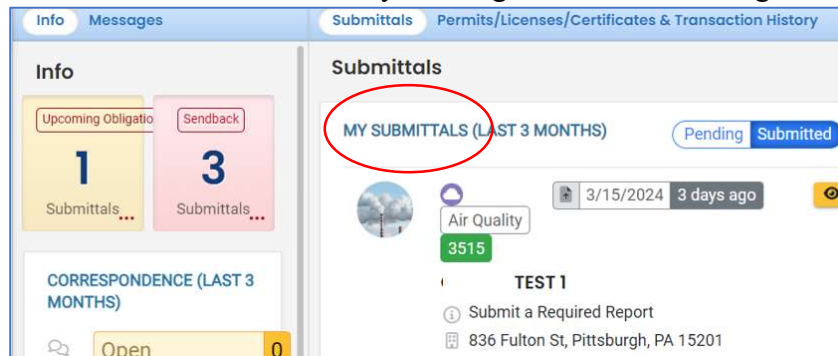 Info Messages
Submittals Permits/Licenses/Certificates & Transaction History
Info
Upcoming Obligatio
1
Submittals...
Sendback
3
Submittals...
CORRESPONDENCE (LAST 3
MONTHS)
Open 0
Submittals
MY SUBMITTALS (LAST 3 MONTHS)
Pending Submitted
3/15/2024 3 days ago
Air Quality
3515
TEST 1
Submit a Required Report
836 Fulton St, Pittsburgh, PA 15201